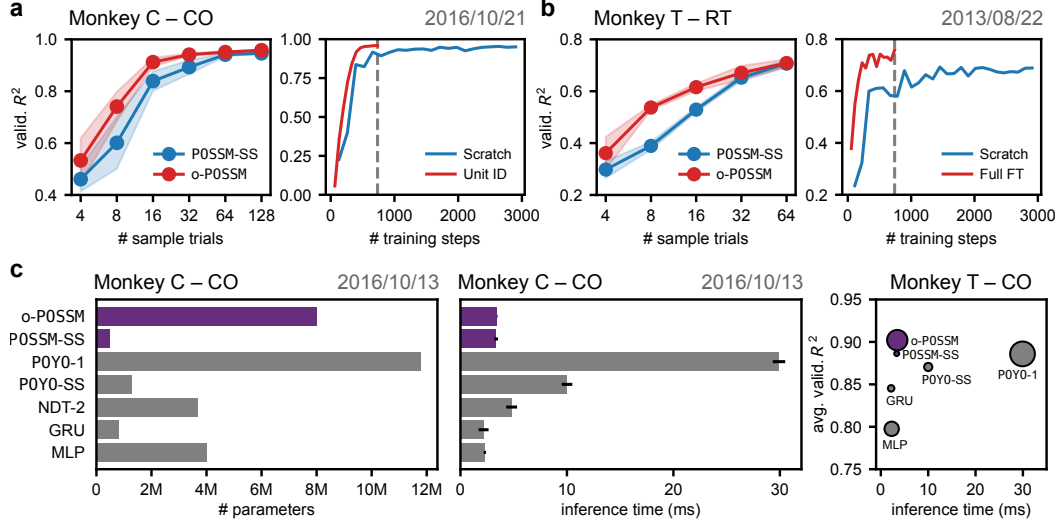 a
Monkey C – CO 2016/10/21
valid. R²
1.0
0.8
0.6
0.4
POSSM-SS
o-POSSM
4 8 16 32 64 128
# sample trials
1.00
0.75
0.50
0.25
0.00
Scratch
Unit ID
0 1000 2000 3000
# training steps
b
Monkey T – RT 2013/08/22
valid. R²
0.8
0.6
0.4
0.2
POSSM-SS
o-POSSM
4 8 16 32 64
# sample trials
0.8
0.6
0.4
0.2
Scratch
Full FT
0 1000 2000 3000
# training steps
c
Monkey C – CO 2016/10/13
o-POSSM
POSSM-SS
POYO-1
POYO-SS
NDT-2
GRU
MLP
0 2M 4M 6M 8M 10M 12M
# parameters
Monkey C – CO 2016/10/13
0 10 20 30
inference time (ms)
Monkey T – CO
avg. valid. R²
0.95
0.90
0.85
0.80
0.75
o-POSSM
POSSM-SS
POYO-SS
POYO-1
GRU
MLP
0 10 20 30
inference time (ms)